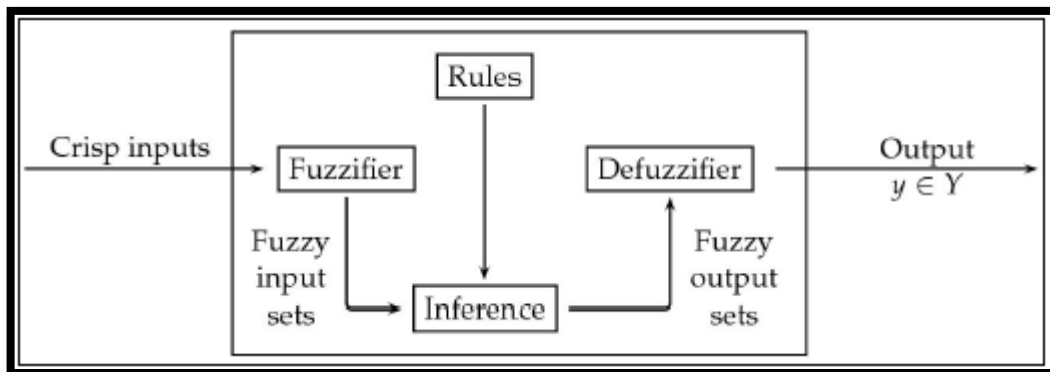 Rules
Crisp inputs
Output
y ∈ Y
Fuzzifier
Defuzzifier
Fuzzy
input
sets
Fuzzy
output
sets
Inference